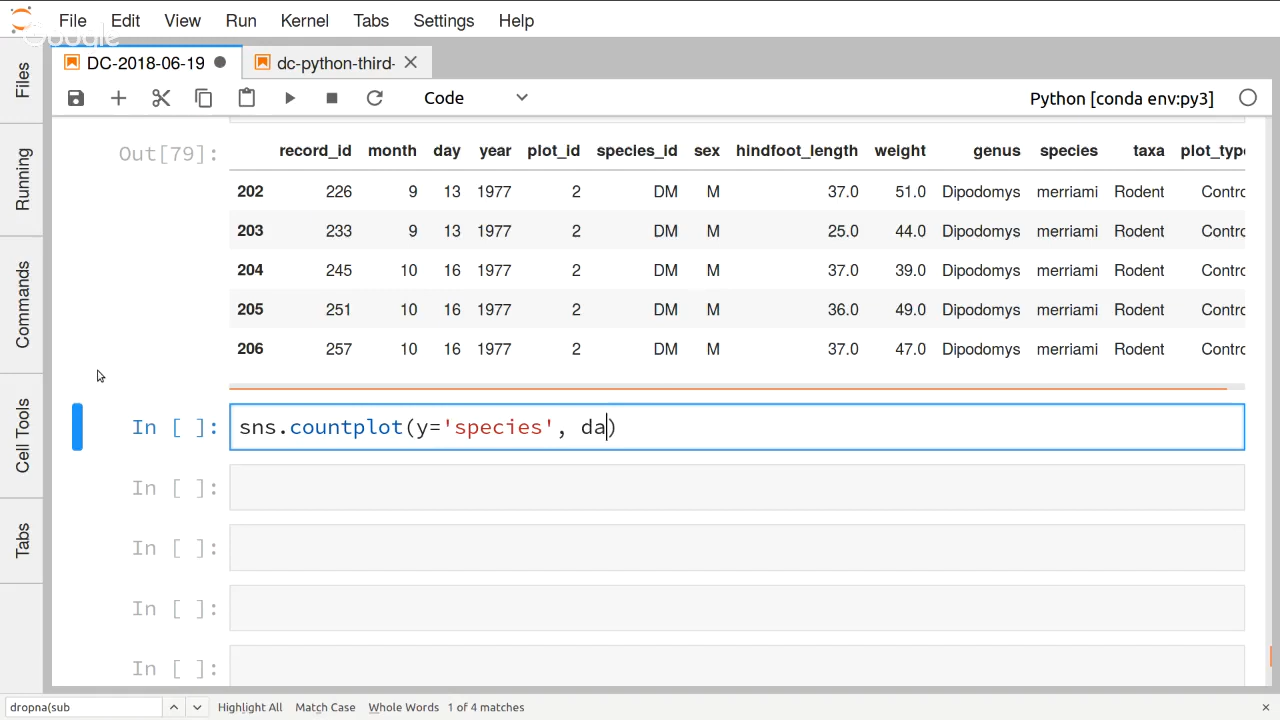 File Edit View Run Kernel Tabs Settings Help
Google
DC-2018-06-19 dc-python-third-
Code Python [conda env:py3]
Files
Running
Commands
Cell Tools
Tabs
Out[79]: record_id month day year plot_id species_id sex hindfoot_length weight genus species taxa plot_type
202 226 9 13 1977 2 DM M 37.0 51.0 Dipodomys merriami Rodent Contro
203 233 9 13 1977 2 DM M 25.0 44.0 Dipodomys merriami Rodent Contro
204 245 10 16 1977 2 DM M 37.0 39.0 Dipodomys merriami Rodent Contro
205 251 10 16 1977 2 DM M 36.0 49.0 Dipodomys merriami Rodent Contro
206 257 10 16 1977 2 DM M 37.0 47.0 Dipodomys merriami Rodent Contro
In [ ]: sns.countplot(y='species', da)
In [ ]:
In [ ]:
In [ ]:
In [ ]:
dropna(sub Highlight All Match Case Whole Words 1 of 4 matches